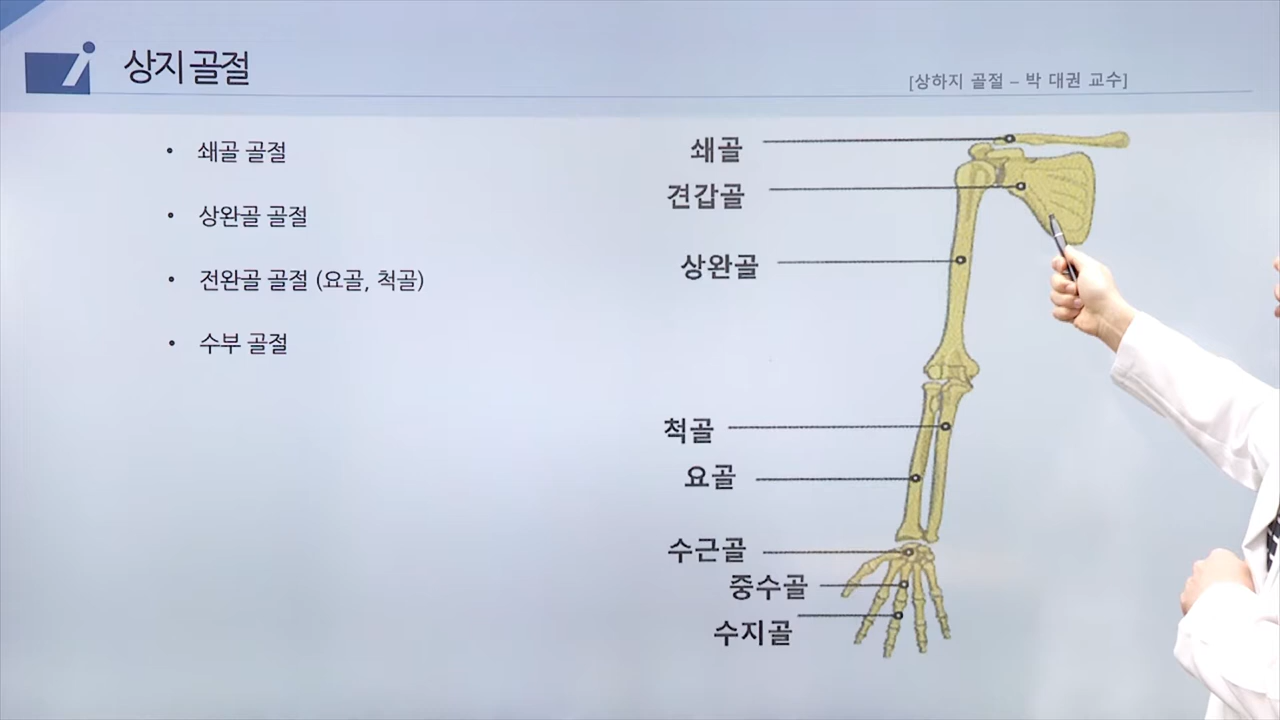 상지 골절
[상하지 골절 – 박 대권 교수]
• 쇄골 골절
• 상완골 골절
• 전완골 골절 (요골, 척골)
• 수부 골절
쇄골
견갑골
상완골
척골
요골
수근골
중수골
수지골